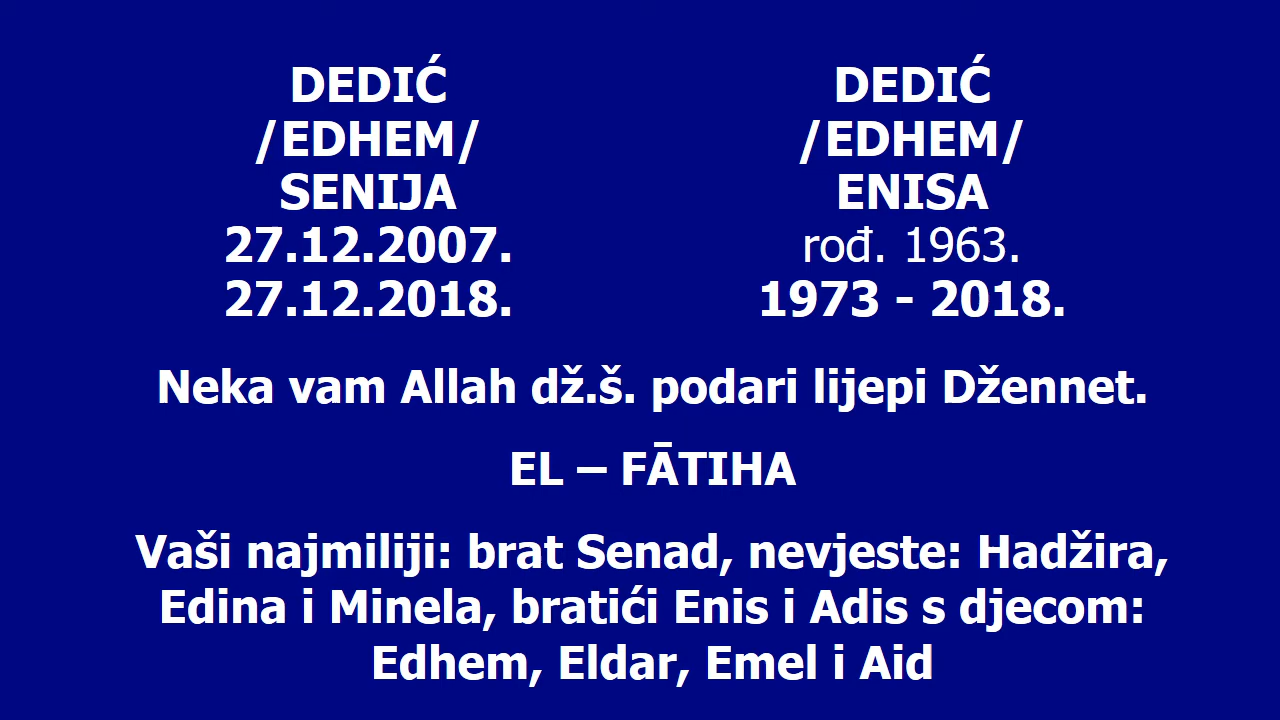 DEDIĆ
/EDHEM/
SENIJA
27.12.2007.
27.12.2018.
DEDIĆ
/EDHEM/
ENISA
rođ. 1963.
1973 - 2018.
Neka vam Allah dž.š. podari lijepi Džennet.
EL – FĀTIHA
Vaši najmiliji: brat Senad, nevjeste: Hadžira,
Edina i Minela, bratići Enis i Adis s djecom:
Edhem, Eldar, Emel i Aid